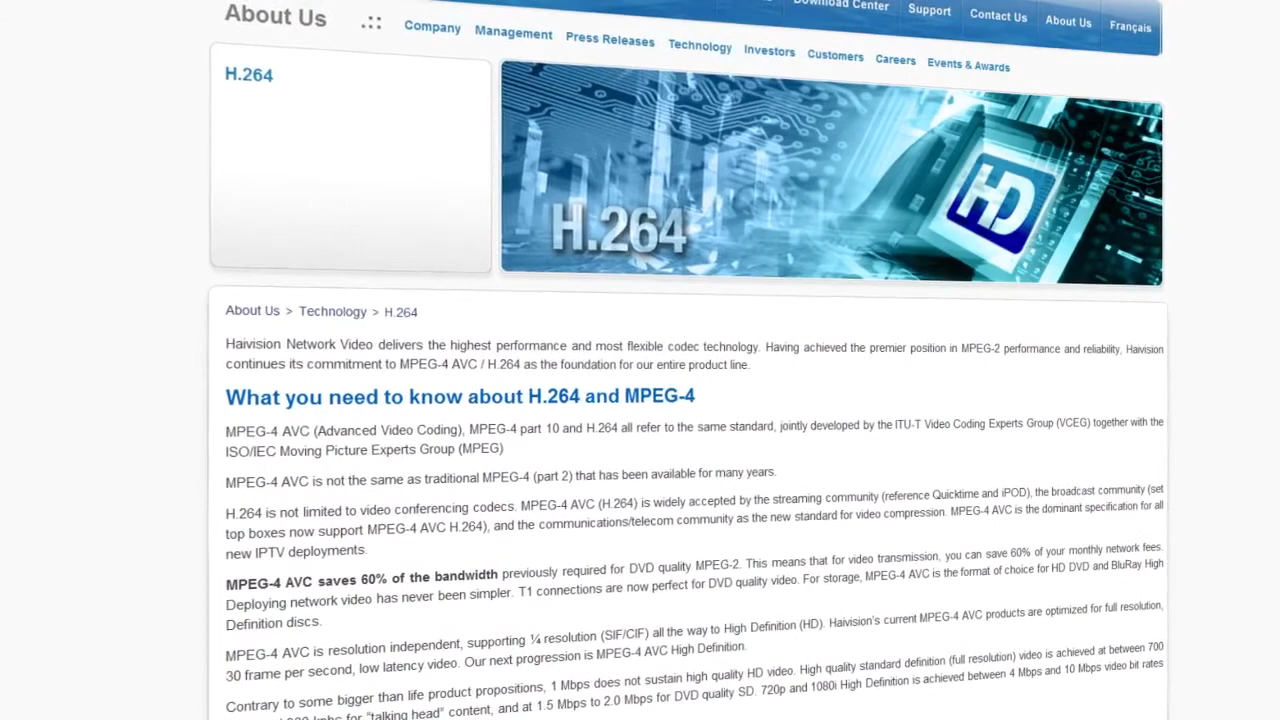 Download Center Support Contact Us About Us Français
About Us .::
Company Management Press Releases Technology Investors Customers Careers Events & Awards
H.264
H.264
HD
About Us > Technology > H.264
Haivision Network Video delivers the highest performance and most flexible codec technology. Having achieved the premier position in MPEG-2 performance and reliability, Haivision
continues its commitment to MPEG-4 AVC / H.264 as the foundation for our entire product line.
What you need to know about H.264 and MPEG-4
MPEG-4 AVC (Advanced Video Coding), MPEG-4 part 10 and H.264 all refer to the same standard, jointly developed by the ITU-T Video Coding Experts Group (VCEG) together with the
ISO/IEC Moving Picture Experts Group (MPEG)
MPEG-4 AVC is not the same as traditional MPEG-4 (part 2) that has been available for many years.
H.264 is not limited to video conferencing codecs. MPEG-4 AVC (H.264) is widely accepted by the streaming community (reference Quicktime and iPOD), the broadcast community (set
top boxes now support MPEG-4 AVC H.264), and the communications/telecom community as the new standard for video compression. MPEG-4 AVC is the dominant specification for all
new IPTV deployments.
MPEG-4 AVC saves 60% of the bandwidth previously required for DVD quality MPEG-2. This means that for video transmission, you can save 60% of your monthly network fees.
Deploying network video has never been simpler. T1 connections are now perfect for DVD quality video. For storage, MPEG-4 AVC is the format of choice for HD DVD and BluRay High
Definition discs.
MPEG-4 AVC is resolution independent, supporting ¼ resolution (SIF/CIF) all the way to High Definition (HD). Haivision's current MPEG-4 AVC products are optimized for full resolution,
30 frame per second, low latency video. Our next progression is MPEG-4 AVC High Definition.
Contrary to some bigger than life product propositions, 1 Mbps does not sustain high quality HD video. High quality standard definition (full resolution) video is achieved at between 700
for "talking head" content, and at 1.5 Mbps to 2.0 Mbps for DVD quality SD. 720p and 1080i High Definition is achieved between 4 Mbps and 10 Mbps video bit rates